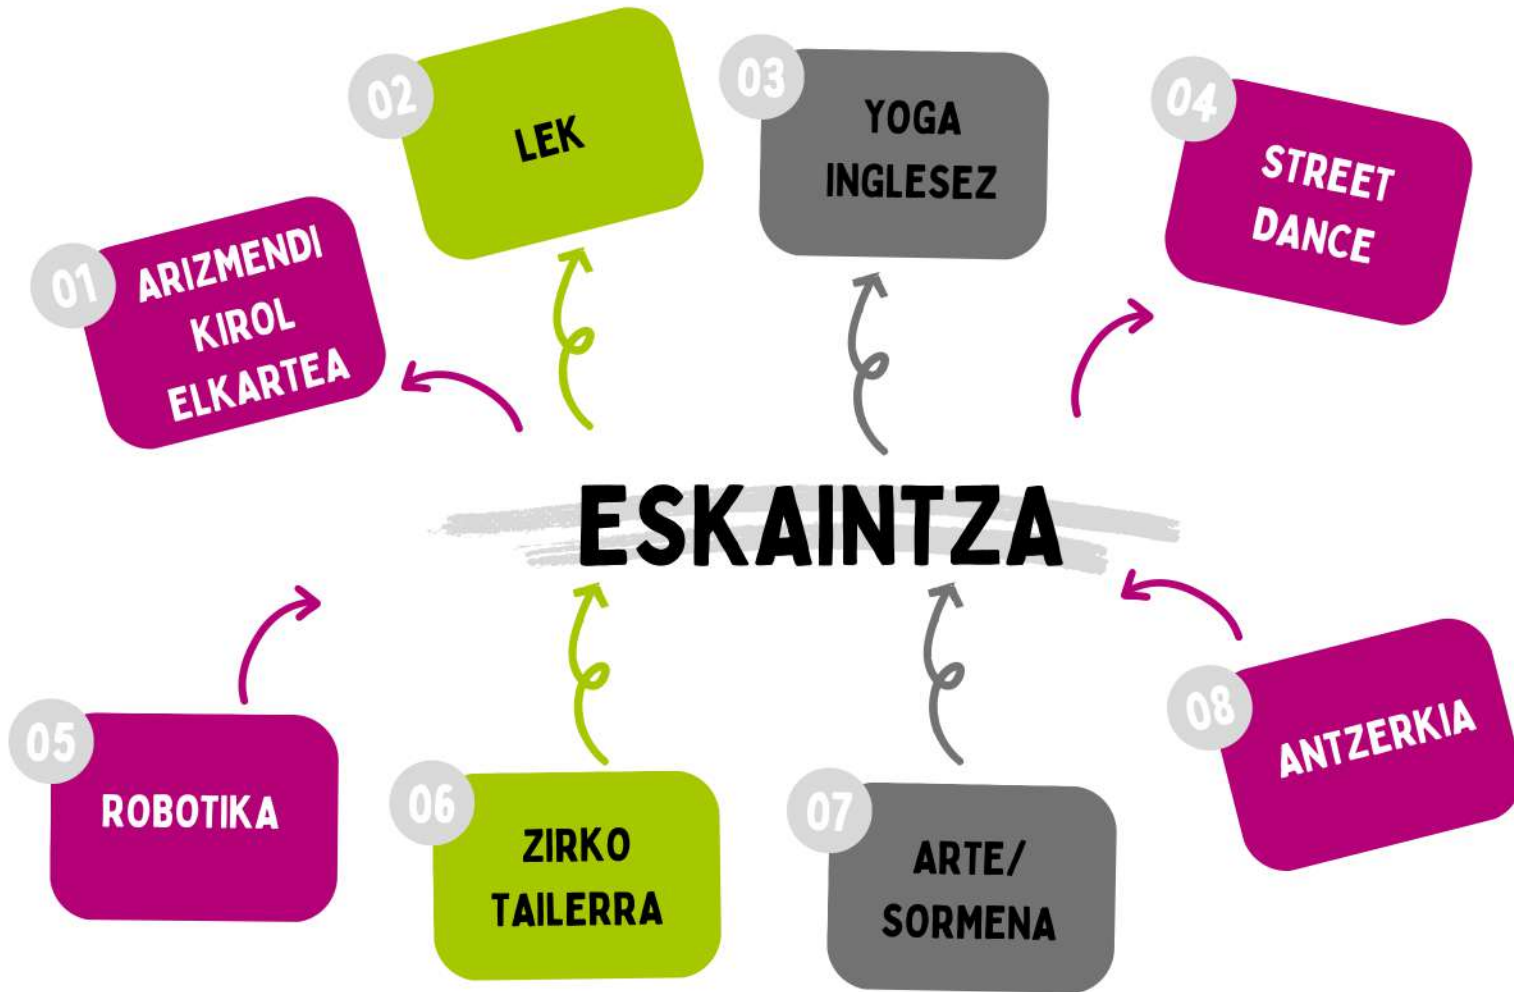 01
ARIZMENDI
KIROL
ELKARTEA
02
LEK
03
YOGA
INGLESEZ
04
STREET
DANCE
ESKAINTZA
05
ROBOTIKA
06
ZIRKO
TAILERRA
07
ARTE/
SORMENA
08
ANTZERKIA